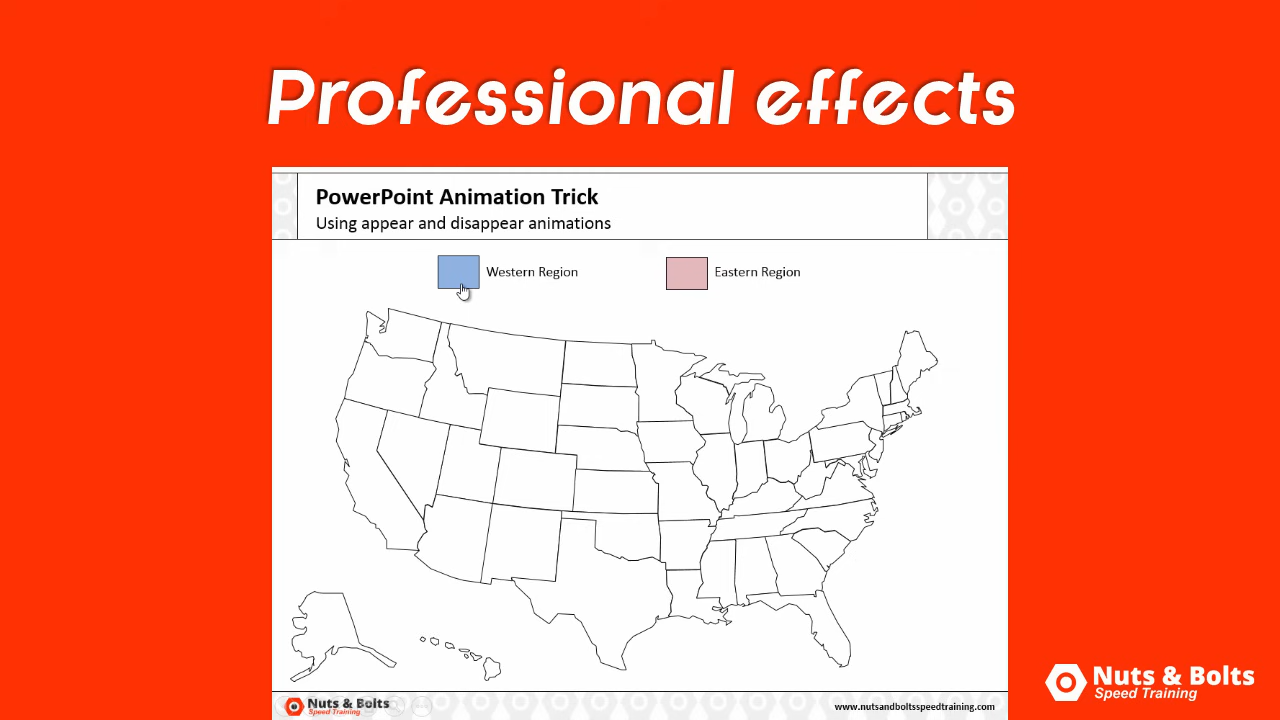 Professional effects
PowerPoint Animation Trick
Using appear and disappear animations
Western Region
Eastern Region
Nuts & Bolts
Speed Training
Nuts & Bolts
Speed Training
www.nutsandboltsspeedtraining.com